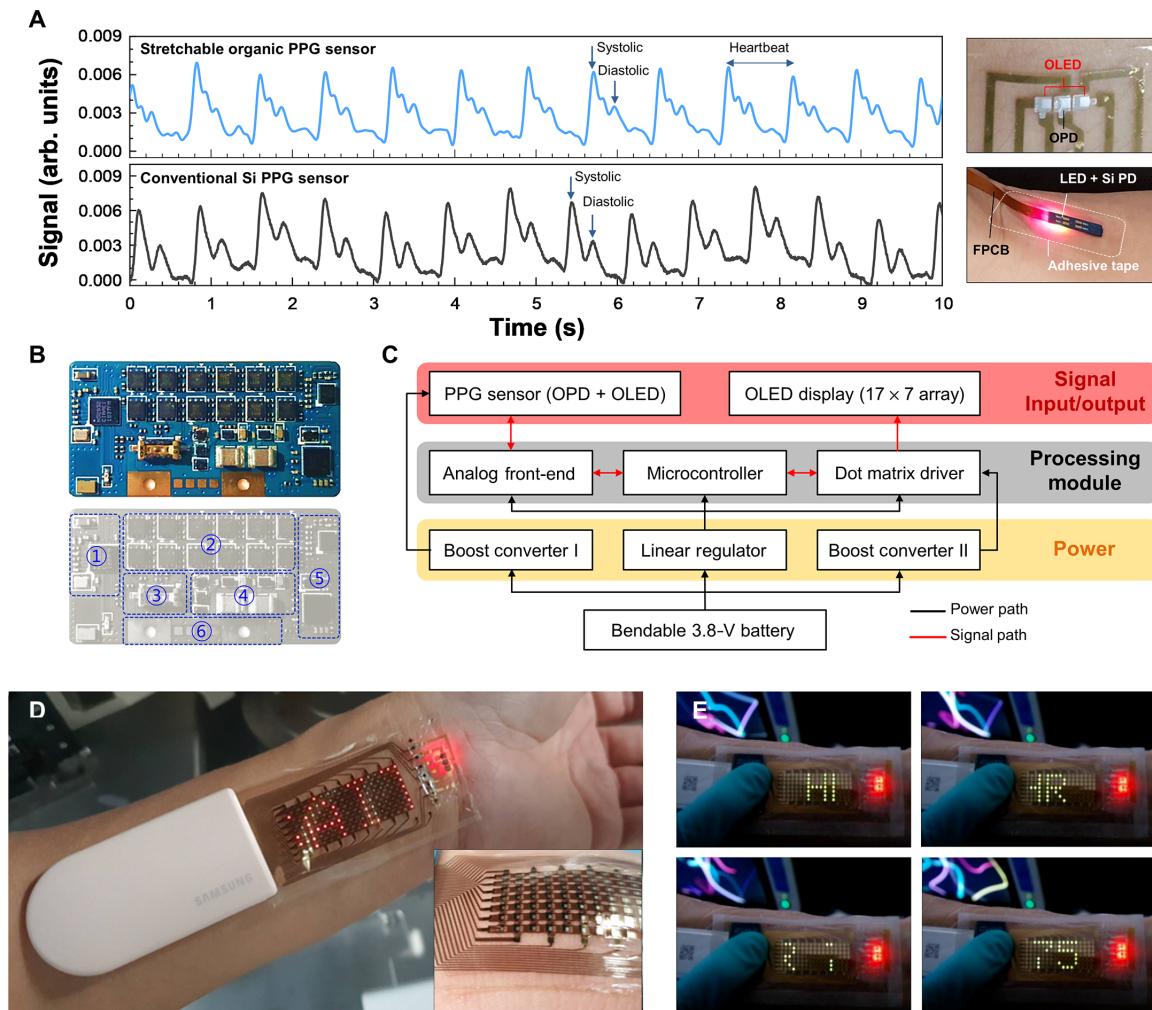 A
Signal (arb. units)
0.009
0.006
0.003
0.000
Stretchable organic PPG sensor
Systolic
Diastolic
Heartbeat
0.009
0.006
0.003
0.000
Conventional Si PPG sensor
Systolic
Diastolic
0 1 2 3 4 5 6 7 8 9 10
Time (s)
OLED
OPD
LED + Si PD
FPCB
Adhesive tape
B
① ② ③ ④ ⑤ ⑥
C
PPG sensor (OPD + OLED)
OLED display (17 × 7 array)
Signal
Input/output
Analog front-end
Microcontroller
Dot matrix driver
Processing
module
Boost converter I
Linear regulator
Boost converter II
Power
Bendable 3.8-V battery
Power path
Signal path
D
SAMSUNG
E
75